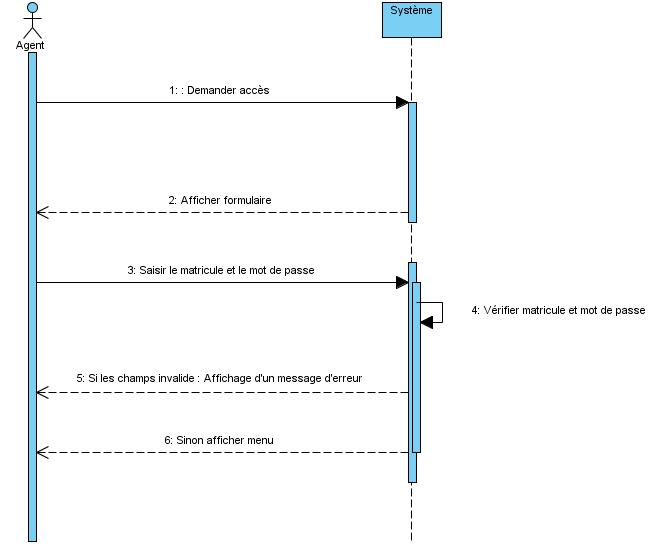 Système
Agent
1: : Demander accès
2: Afficher formulaire
3: Saisir le matricule et le mot de passe
4: Vérifier matricule et mot de passe
5: Si les champs invalide : Affichage d'un message d'erreur
6: Sinon afficher menu